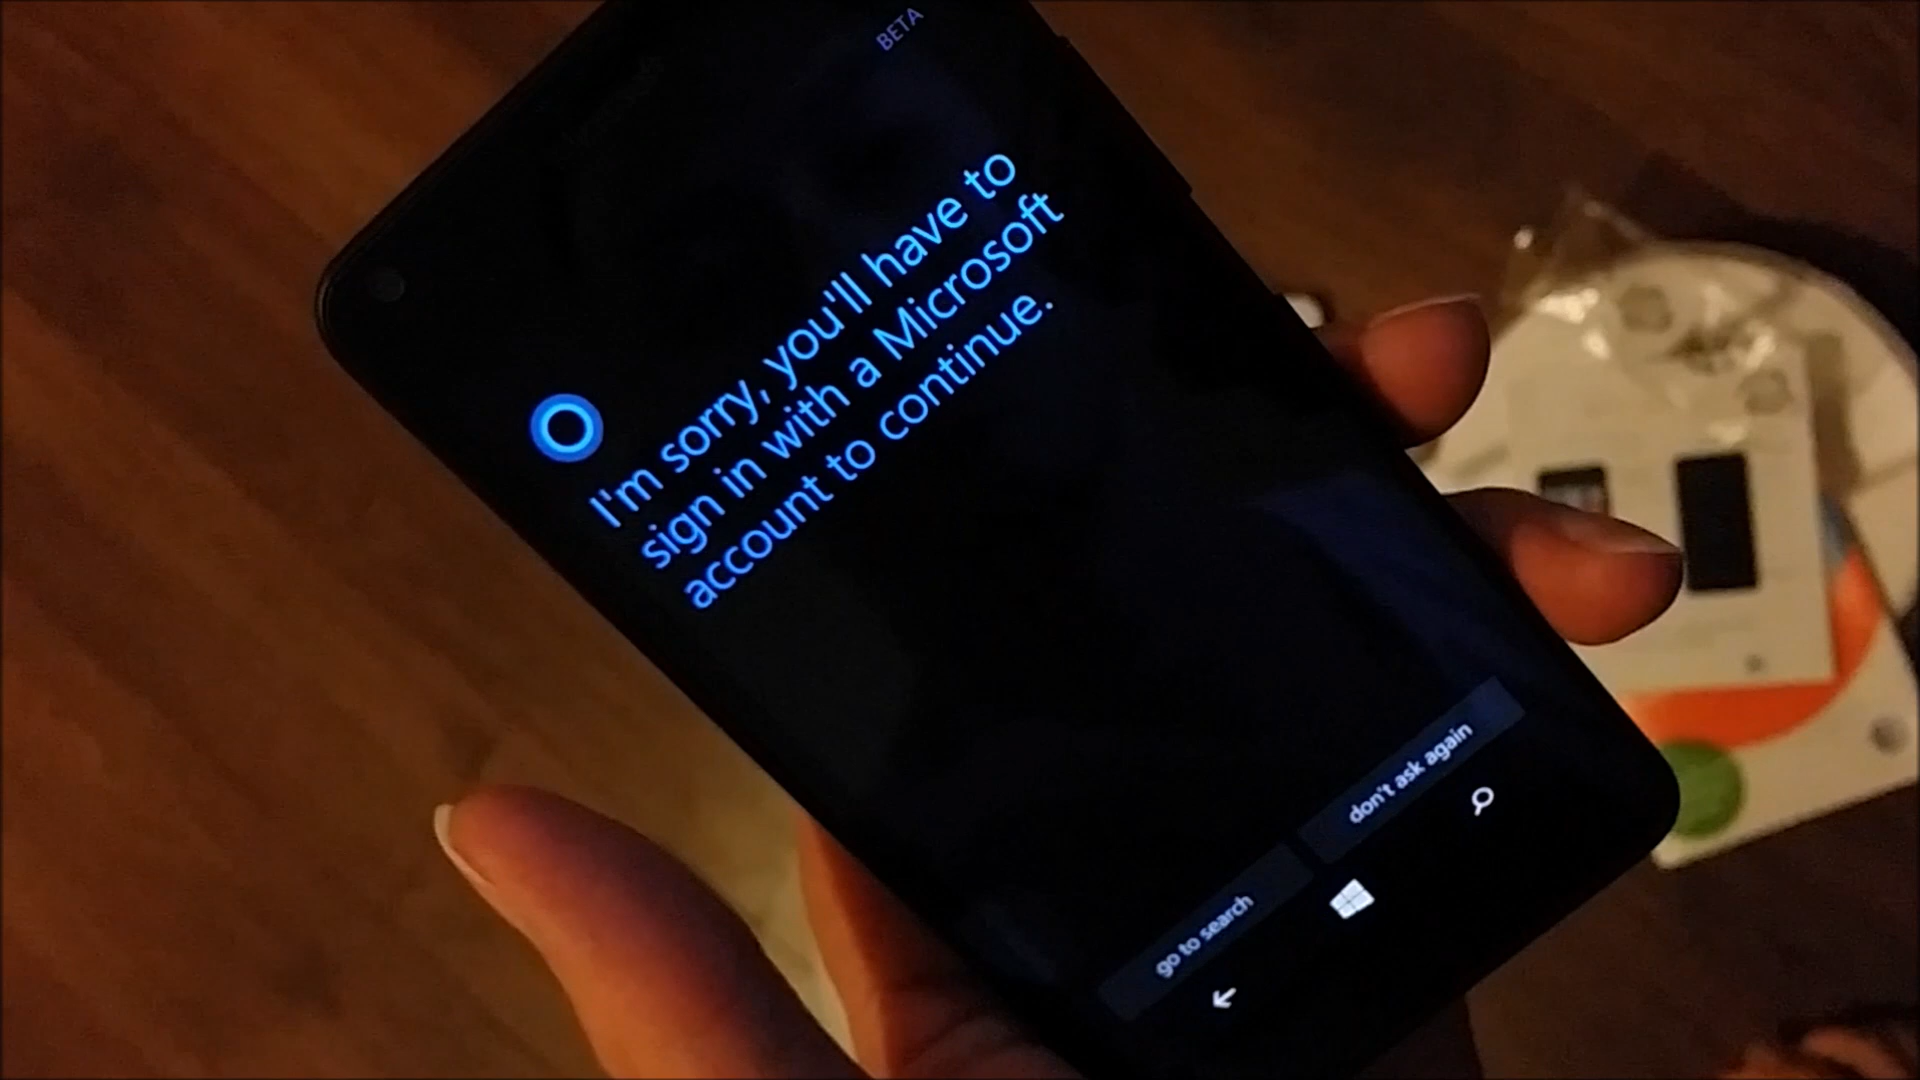 BETA
I'm sorry, you'll have to
sign in with a Microsoft
account to continue.
go to search
don't ask again